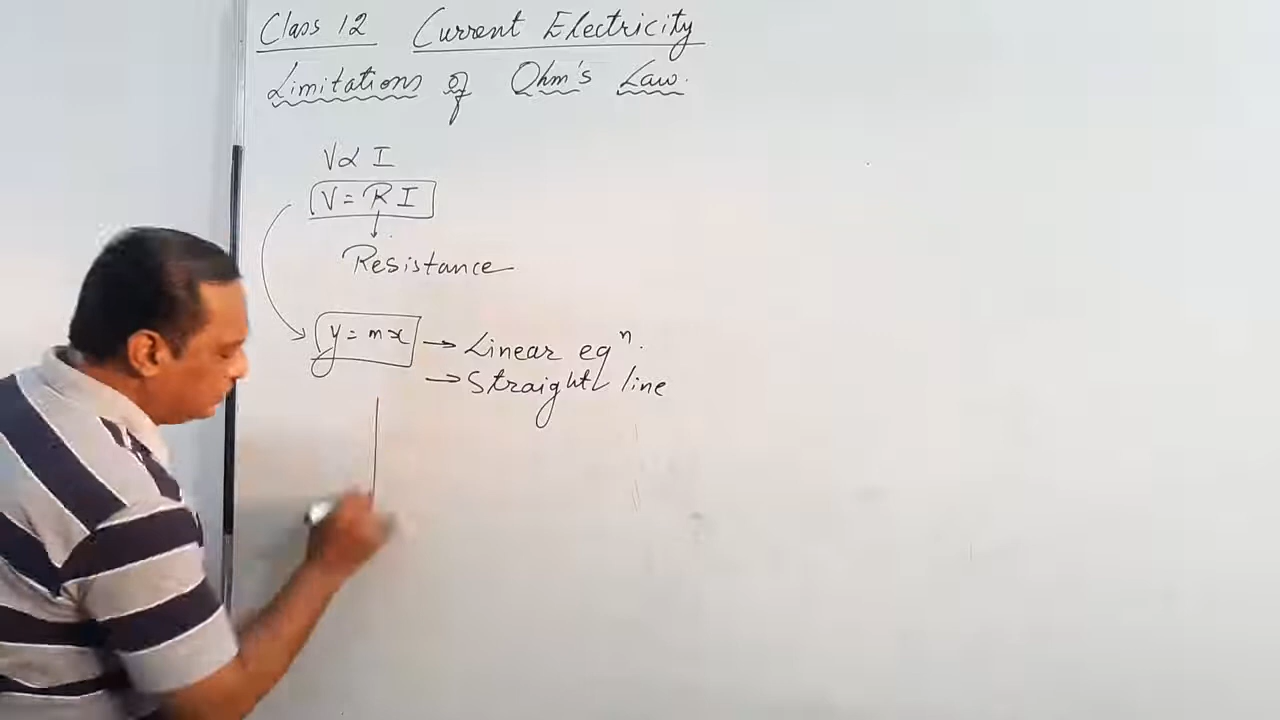 Class 12 Current Electricity
Limitations of Ohm's Law.
V∝ I
V = R I
Resistance
y = mx → Linear eqⁿ.
→ Straight line